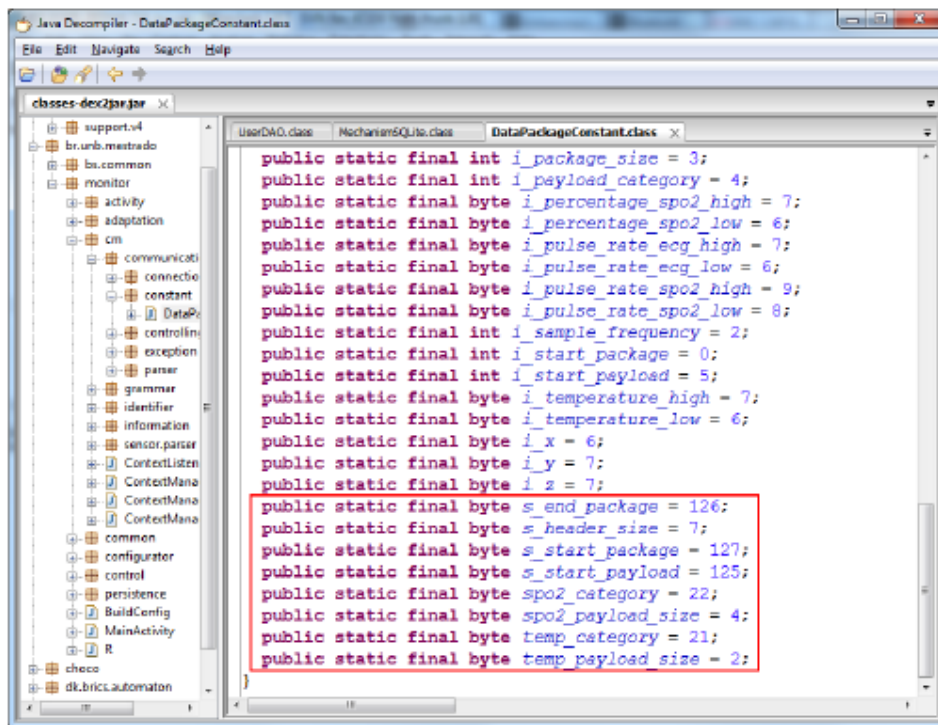 Java Decompiler - DataPackageConstant.class
File Edit Navigate Search Help
classes-dex2jar.jar
support.v4
br.unb.mestrado
bs.common
monitor
activity
adaptation
cm
communicati
connectio
constant
DataPa
controlling
exception
parser
grammar
identifier
information
sensor.parser
ContextListen
ContextMana
ContextMana
ContextMana
common
configurator
control
persistence
BuildConfig
MainActivity
R
choco
dk.brics.automaton
UserDAO.class MechanismSQLite.class DataPackageConstant.class
public static final int i_package_size = 3;
public static final int i_payload_category = 4;
public static final byte i_percentage_spo2_high = 7;
public static final byte i_percentage_spo2_low = 6;
public static final byte i_pulse_rate_ecg_high = 7;
public static final byte i_pulse_rate_ecg_low = 6;
public static final byte i_pulse_rate_spo2_high = 9;
public static final byte i_pulse_rate_spo2_low = 8;
public static final int i_sample_frequency = 2;
public static final int i_start_package = 0;
public static final int i_start_payload = 5;
public static final byte i_temperature_high = 7;
public static final byte i_temperature_low = 6;
public static final byte i_x = 6;
public static final byte i_y = 7;
public static final byte i_z = 7;
public static final byte s_end_package = 126;
public static final byte s_header_size = 7;
public static final byte s_start_package = 127;
public static final byte s_start_payload = 125;
public static final byte spo2_category = 22;
public static final byte spo2_payload_size = 4;
public static final byte temp_category = 21;
public static final byte temp_payload_size = 2;
}